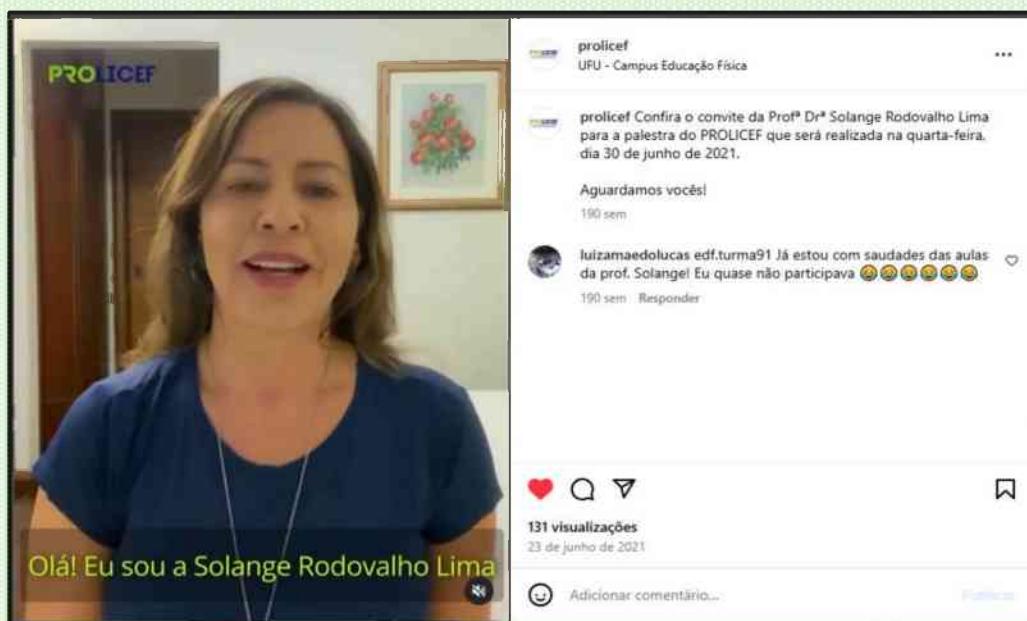 PROLICEF
Olá! Eu sou a Solange Rodovalho Lima
prolicef
UFU - Campus Educação Física
prolicef Confira o convite da Profª Drª Solange Rodovalho Lima
para a palestra do PROLICEF que será realizada na quarta-feira,
dia 30 de junho de 2021.
Aguardamos vocês!
190 sem
luizamaedolucas edf.turma91 Já estou com saudades das aulas
da prof. Solange! Eu quase não participava 😂😂😂😂😂😂
190 sem Responder
131 visualizações
23 de junho de 2021
Adicionar comentário...
Publicar